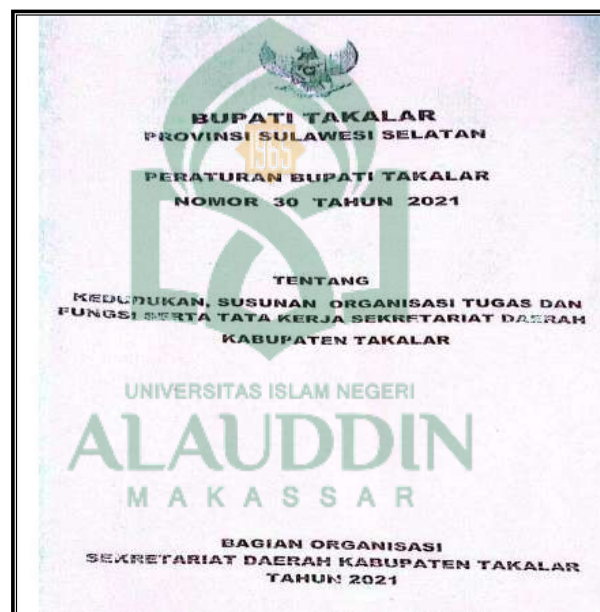 BUPATI TAKALAR
PROVINSI SULAWESI SELATAN
1965
PERATURAN BUPATI TAKALAR
NOMOR 30 TAHUN 2021
TENTANG
KEDUDUKAN, SUSUNAN ORGANISASI TUGAS DAN
FUNGSI SERTA TATA KERJA SEKRETARIAT DAERAH
KABUPATEN TAKALAR
UNIVERSITAS ISLAM NEGERI
ALAUDDIN
MAKASSAR
BAGIAN ORGANISASI
SEKRETARIAT DAERAH KABUPATEN TAKALAR
TAHUN 2021